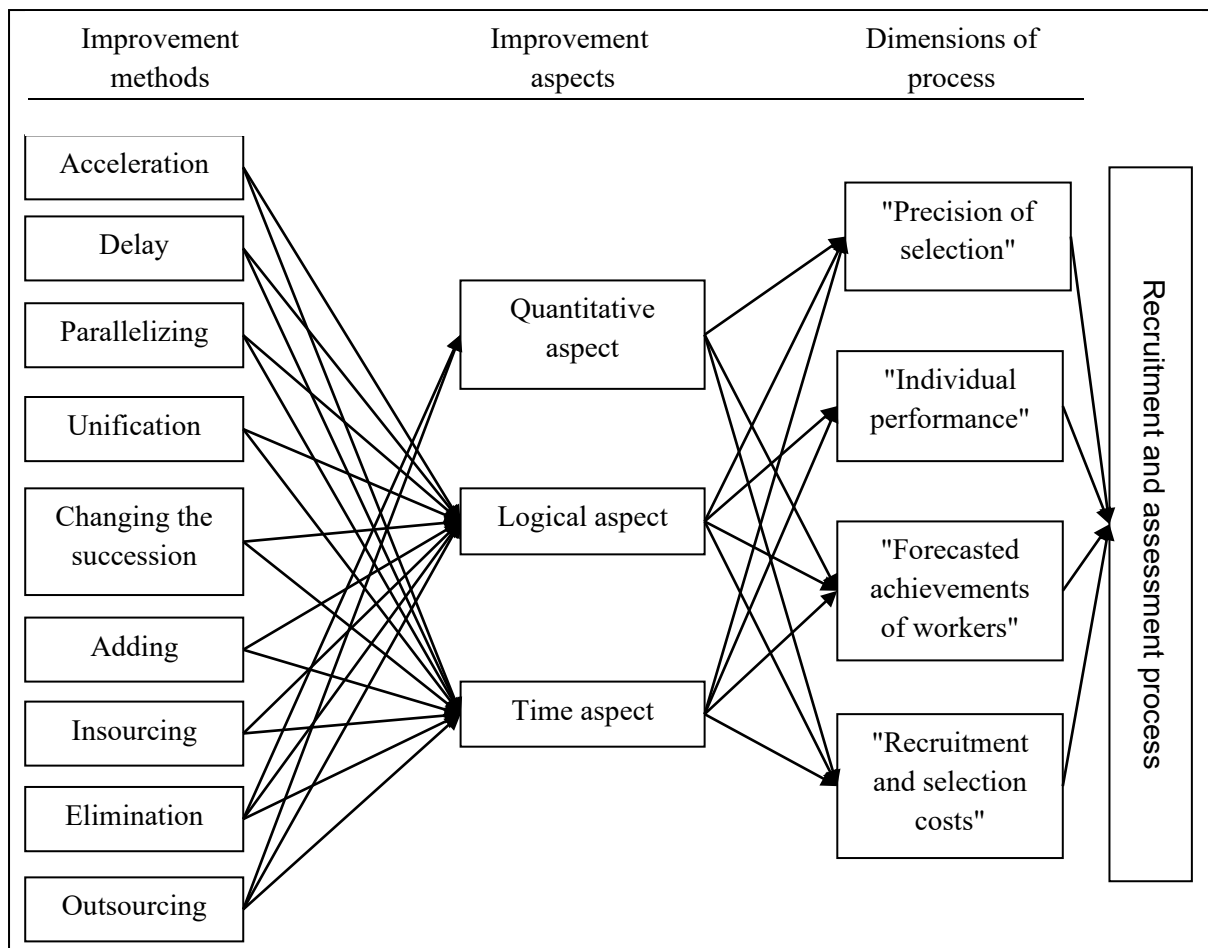 Improvement
methods
Improvement
aspects
Dimensions of
process
Acceleration
Delay
Parallelizing
Unification
Changing the
succession
Adding
Insourcing
Elimination
Outsourcing
Quantitative
aspect
Logical aspect
Time aspect
"Precision of
selection"
"Individual
performance"
"Forecasted
achievements
of workers"
"Recruitment
and selection
costs"
Recruitment and assessment process